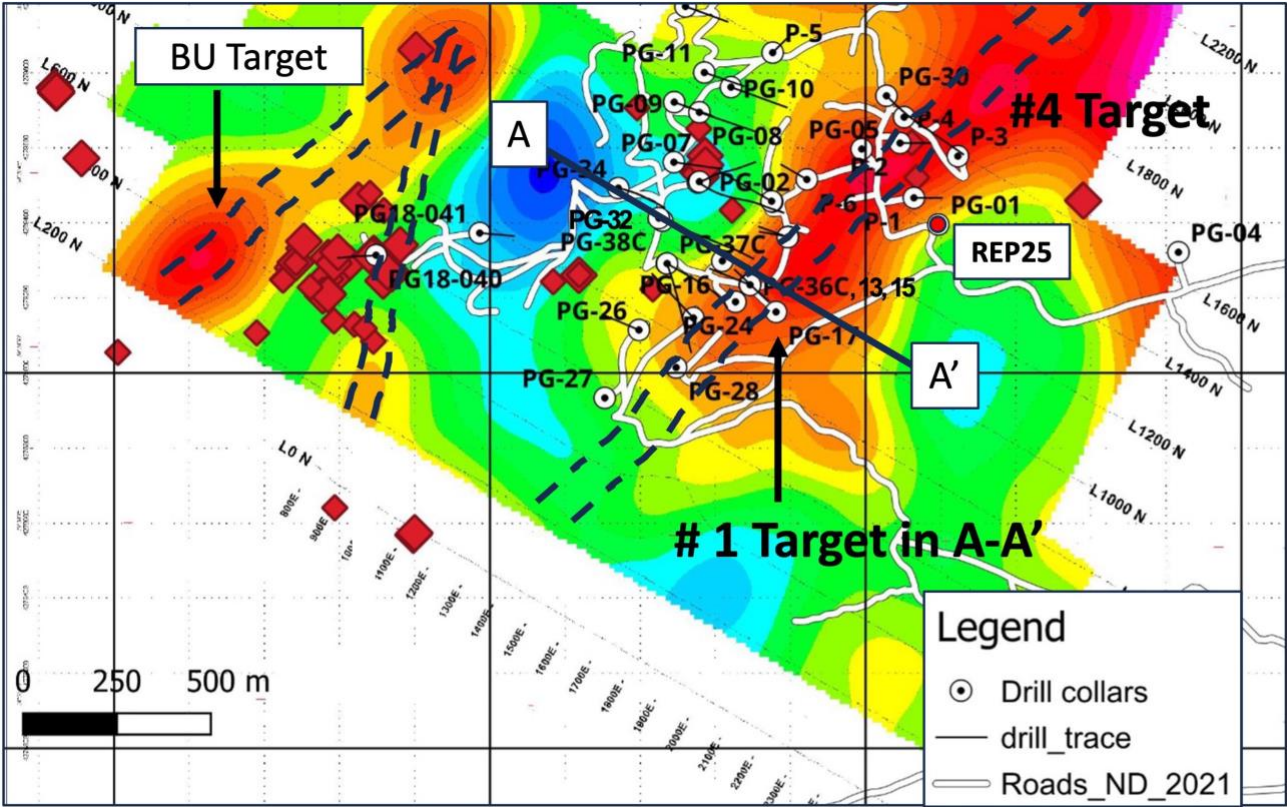 BU Target
L600 N
L200 N
A
PG-11
P-5
PG-10
PG-09
PG-30
P-4
#4 Target
L2200 N
PG-07
PG-08
PG-05
P-3
P-2
L1800 N
PG-34
PG-02
P-6
P-1
PG-01
PG-04
PG18-041
PG-32
PG-38C
PG-37C
REP25
PG18-040
PG-16
PG-36C,13,15
L1600 N
PG-26
PG-24
PG-17
L1400 N
PG-27
PG-28
A’
L1200 N
L0 N
L1000 N
800E -
900E -
1100E -
1200E -
1300E -
1400E -
1500E -
1600E -
1700E -
1800E -
1900E -
2000E -
2100E -
2200E -
2300E -
# 1 Target in A-A’
0 250 500 m
Legend
Drill collars
drill_trace
Roads_ND_2021